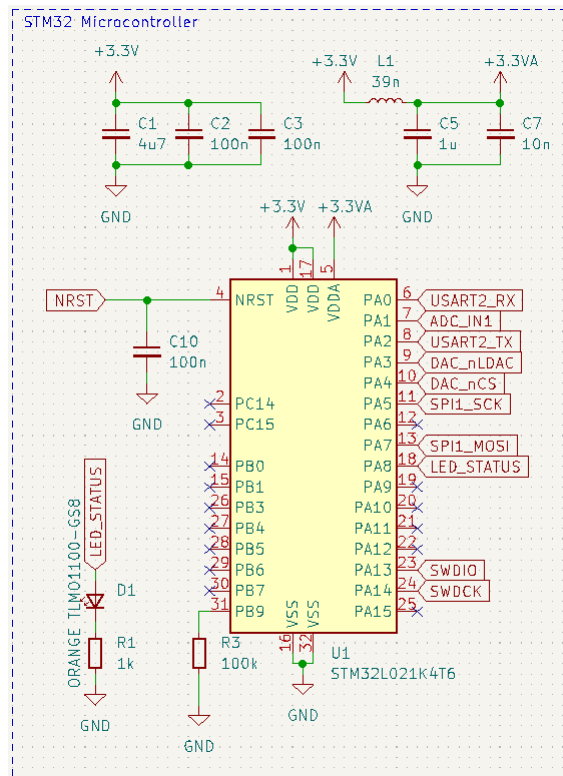 STM32 Microcontroller
+3.3V
C1
4u7
C2
100n
C3
100n
GND
+3.3V
L1
39n
+3.3VA
C5
1u
C7
10n
GND
+3.3V
+3.3VA
1
17
5
VDD
VDD
VDDA
NRST
4
NRST
C10
100n
GND
2
PC14
3
PC15
14
PB0
15
PB1
26
PB3
27
PB4
28
PB5
29
PB6
30
PB7
31
PB9
PA0
6
USART2_RX
PA1
7
ADC_IN1
PA2
8
USART2_TX
PA3
9
DAC_nLDAC
PA4
10
DAC_nCS
PA5
11
SPI1_SCK
PA6
12
PA7
13
SPI1_MOSI
PA8
18
LED_STATUS
PA9
19
PA10
20
PA11
21
PA12
22
PA13
23
SWDIO
PA14
24
SWDCK
PA15
25
VSS
VSS
16
32
U1
STM32L021K4T6
GND
R3
100k
GND
LED_STATUS
ORANGE TLMO1100-GS8
D1
R1
1k
GND